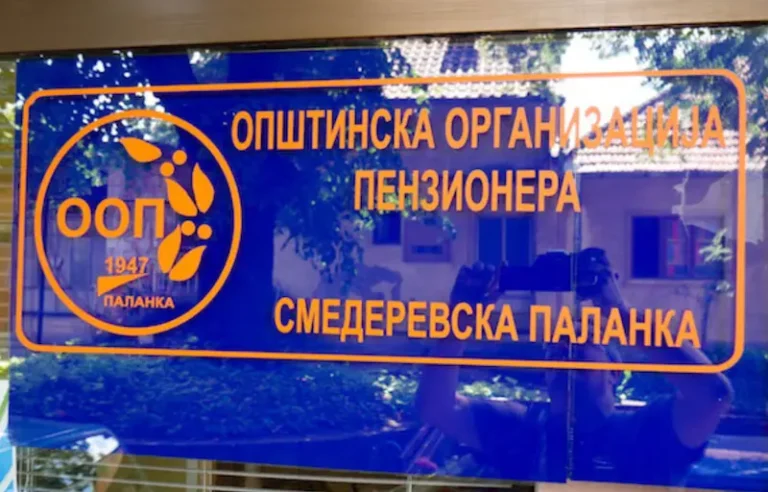 ООП
1947
ПАЛАНКА
ОПШТИНСКА ОРГАНИЗАЦИЈА
ПЕНЗИОНЕРА
СМЕДЕРЕВСКА ПАЛАНКА